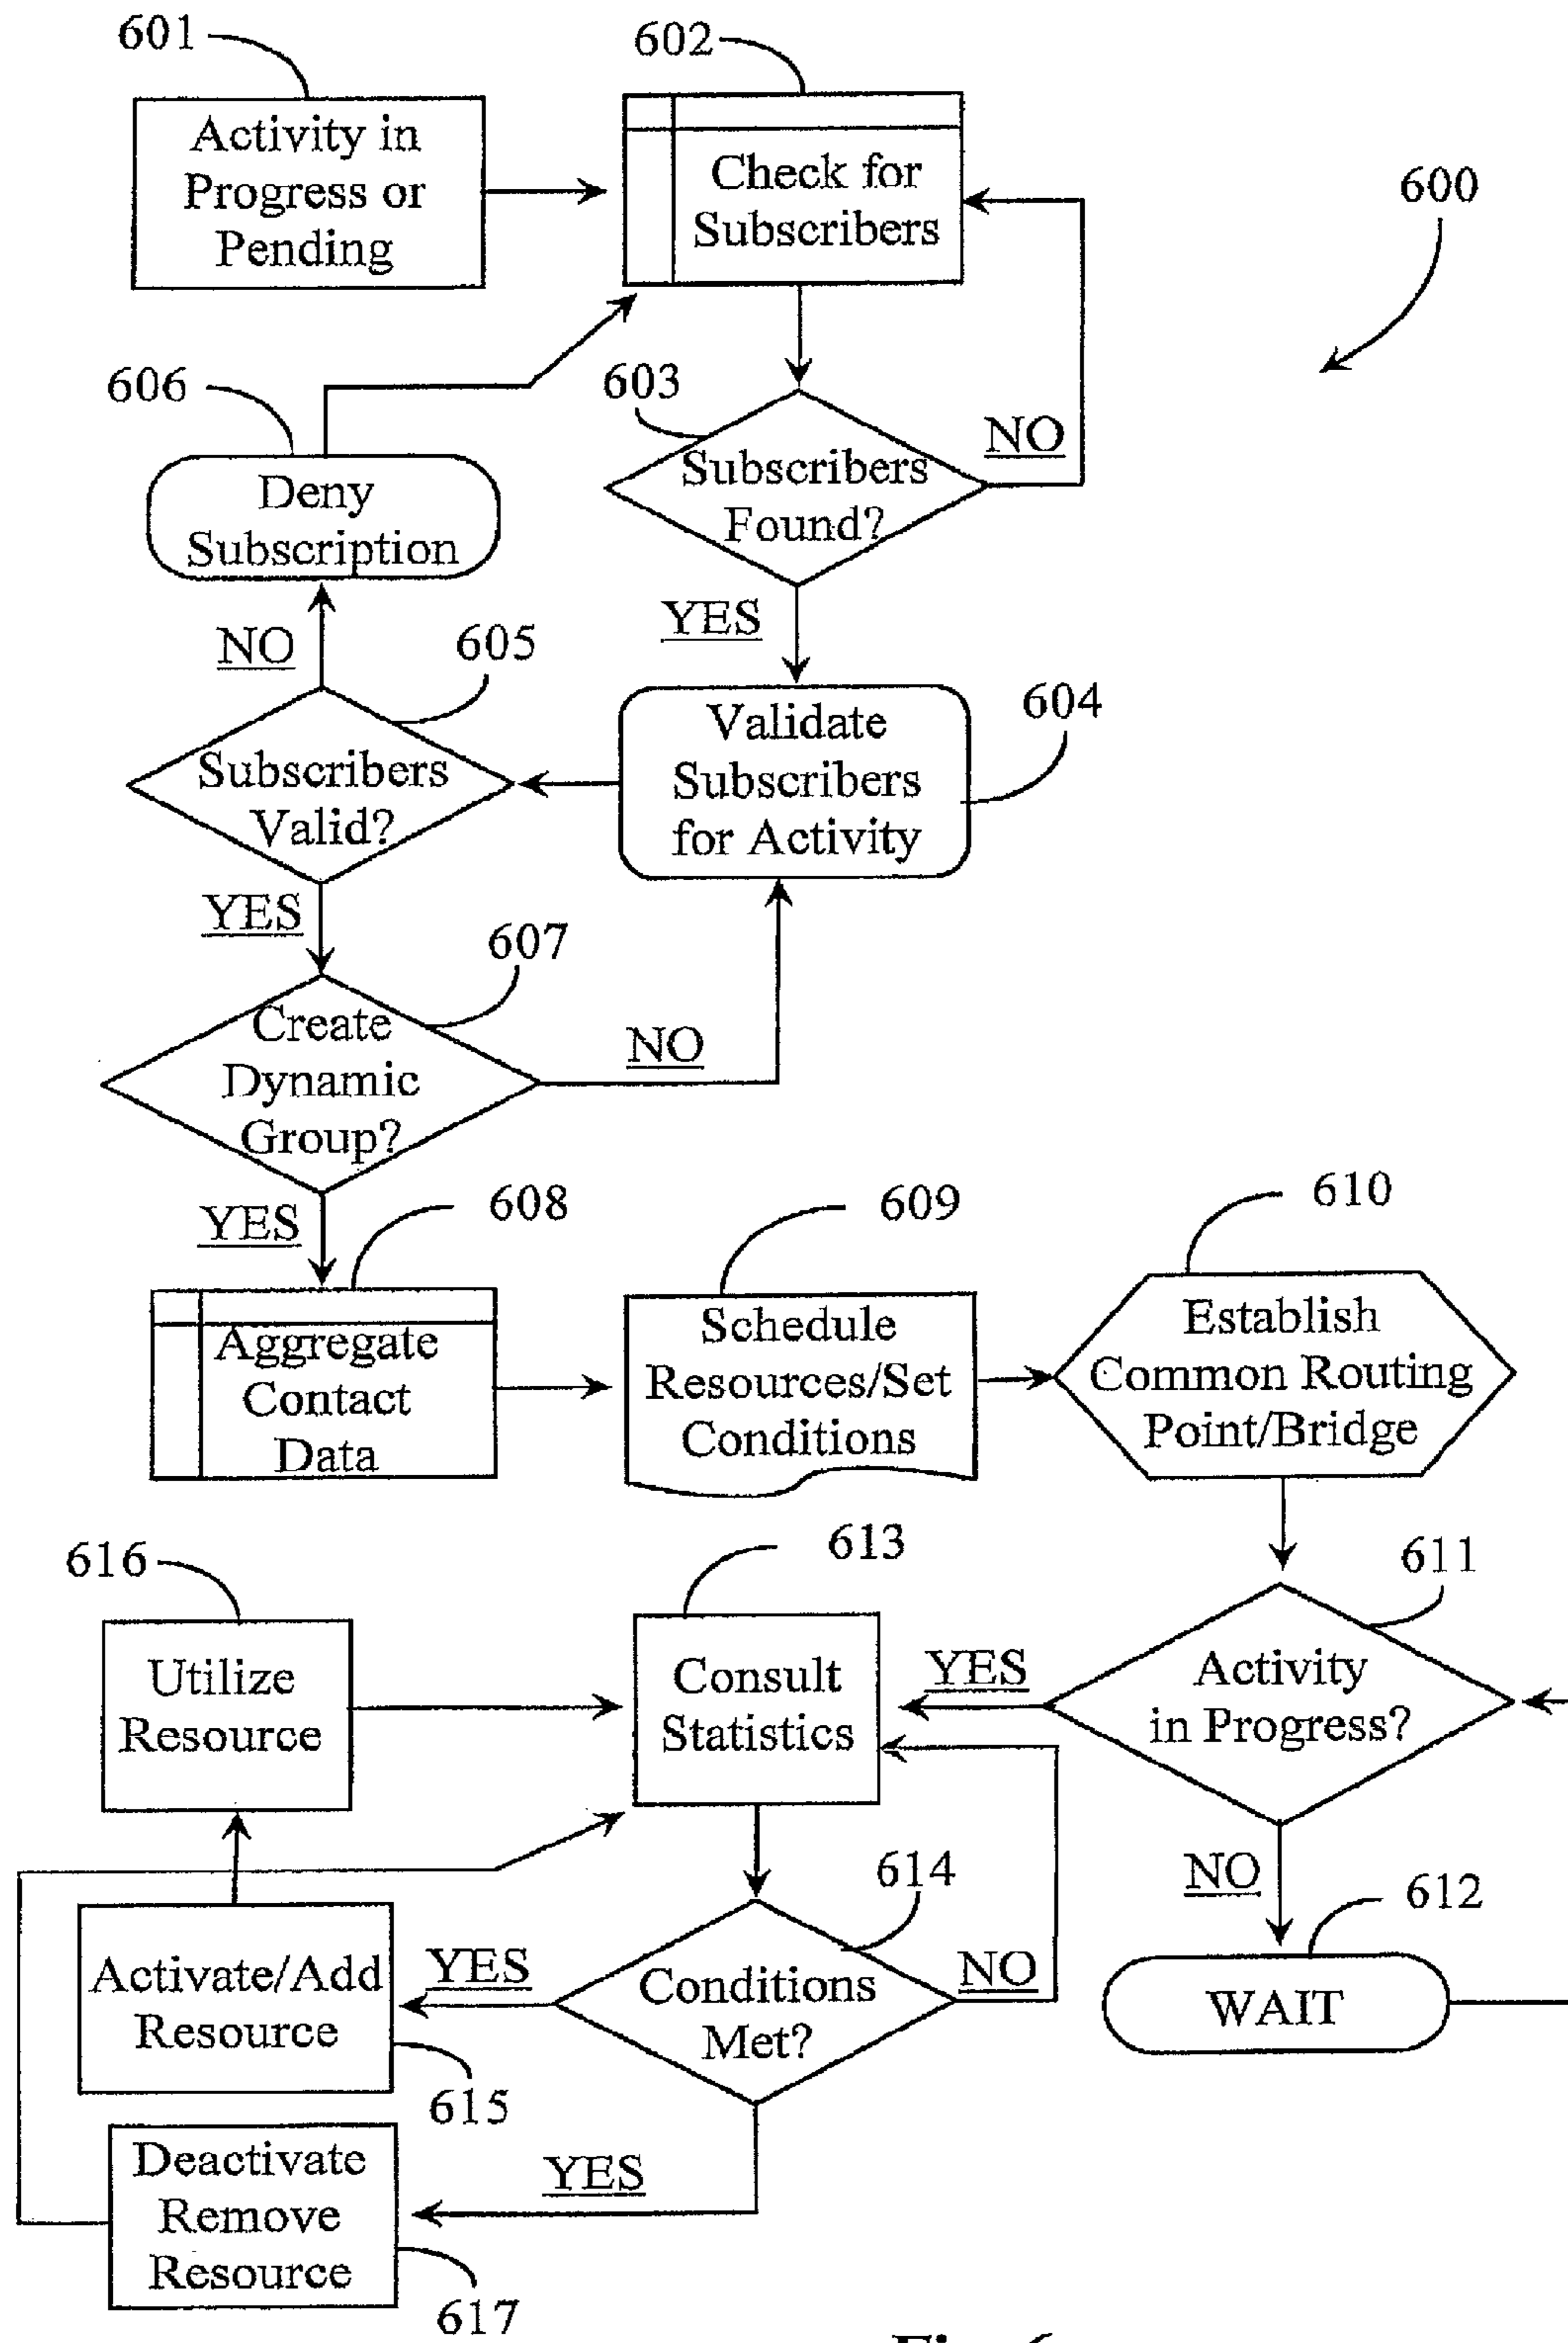 601
602
Activity in
Progress or
Pending
Check for
Subscribers
600
606
603
NO
Subscribers
Found?
Deny
Subscription
YES
NO
605
604
Validate
Subscribers
for Activity
Subscribers
Valid?
YES
607
Create
Dynamic
Group?
NO
YES
608
609
610
Aggregate
Contact
Data
Schedule
Resources/Set
Conditions
Establish
Common Routing
Point/Bridge
616
613
611
Utilize
Resource
Consult
Statistics
YES
Activity
in Progress?
614
NO
612
Activate/Add
Resource
YES
Conditions
Met?
NO
WAIT
615
Deactivate
Remove
Resource
YES
617